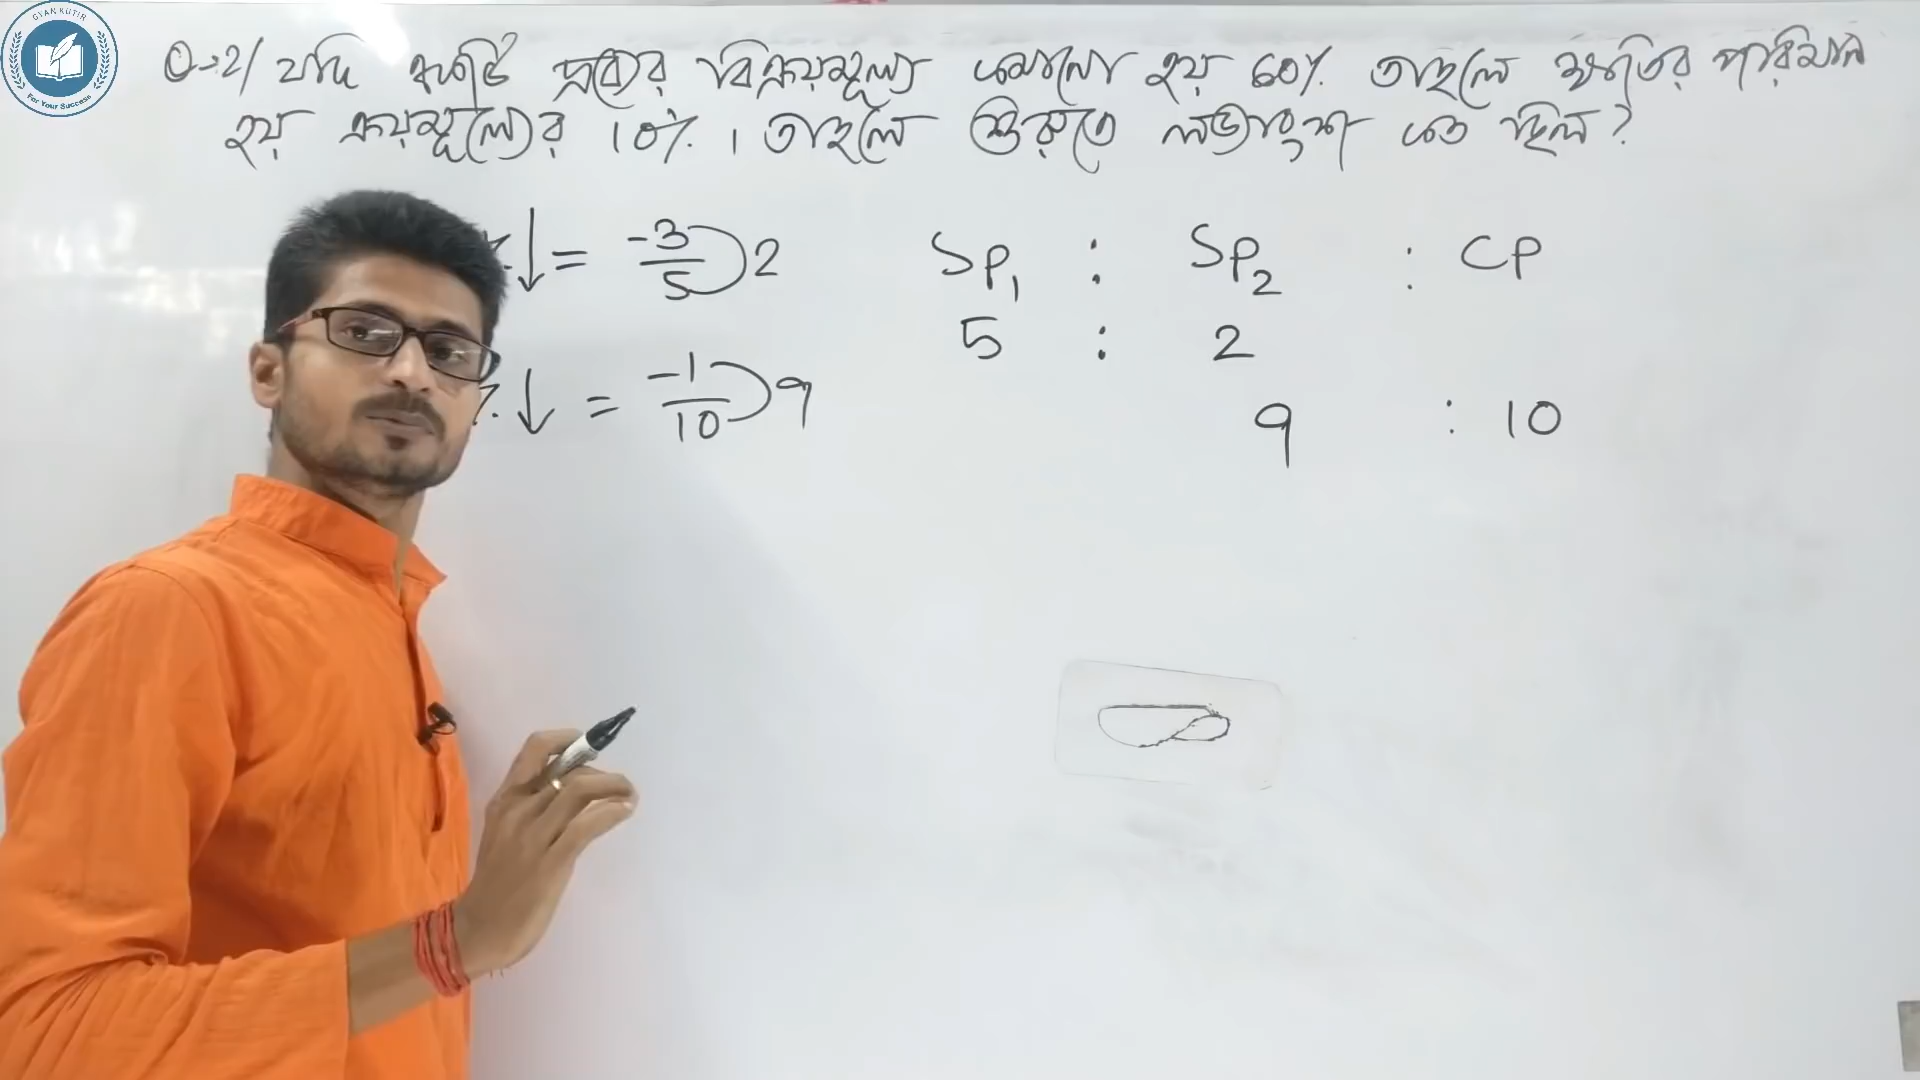 GYAN KUTIR
For Your Success
Q→2/ যদি একটি দ্রব্যের বিক্রয়মূল্য কমানো হয় 60% তাহলে ক্ষতির পরিমান
হয় ক্রয়মূল্যের 10%। তাহলে শুরুতে লভ্যাংশ কত ছিল?
%↓ = -3/5 2
SP₁ : SP₂ : CP
5 : 2
%↓ = -1/10 9
9 : 10